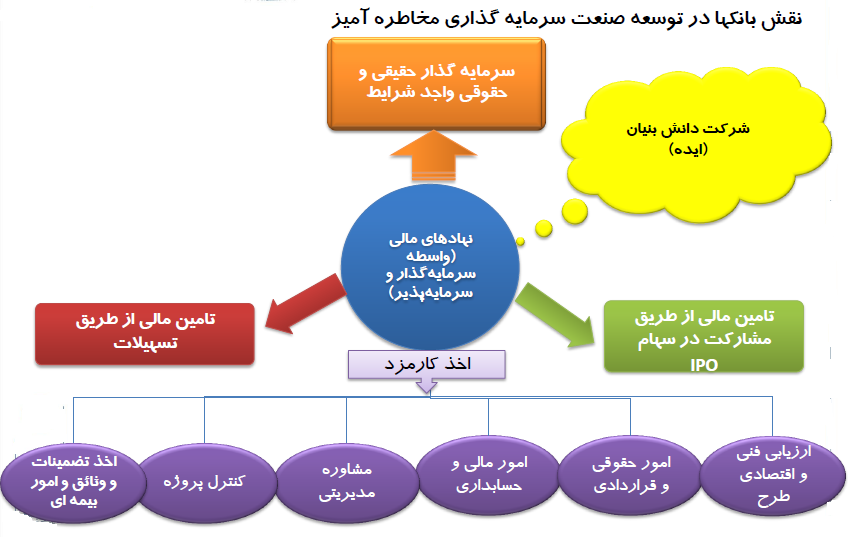 نقش بانکها در توسعه صنعت سرمایه گذاری مخاطره آمیز
سرمایه گذار حقیقی و
حقوقی واجد شرایط
شرکت دانش بنیان
(ایده)
نهادهای مالی
(واسطه
سرمایه‌گذار و
سرمایه‌پذیر)
تامین مالی از طریق
مشارکت در سهام
IPO
تامین مالی از طریق
تسهیلات
اخذ کارمزد
ارزیابی فنی
و اقتصادی
طرح
امور حقوقی
و قراردادی
امور مالی و
حسابداری
مشاوره
مدیریتی
کنترل پروژه
اخذ تضمینات
و وثائق و امور
بیمه ای